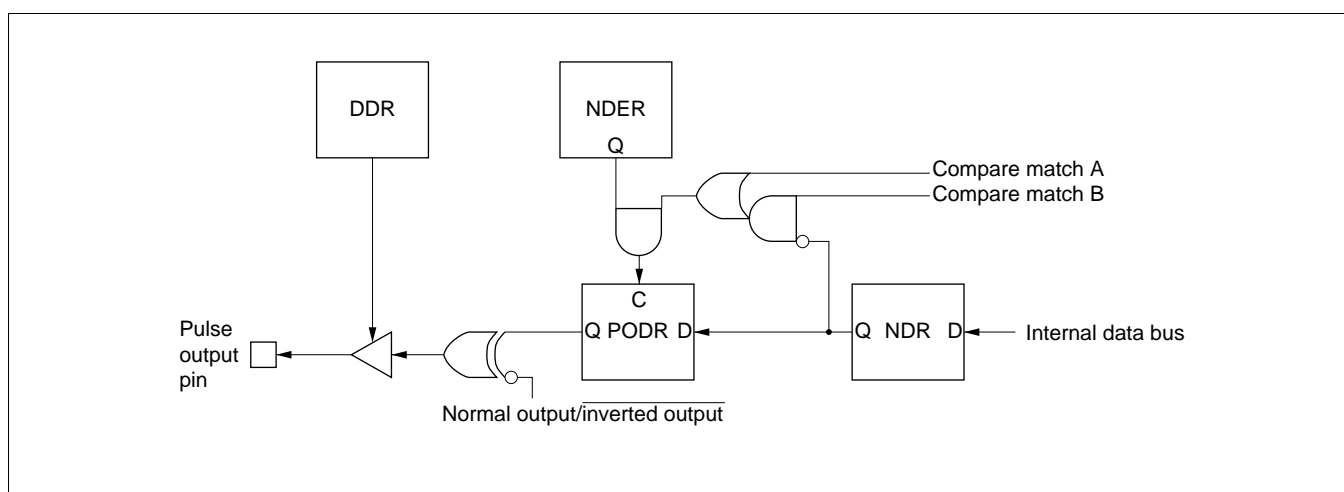 DDR
NDER
Q
Compare match A
Compare match B
C
Q PODR D
Q NDR D
Internal data bus
Pulse
output
pin
Normal output/inverted output